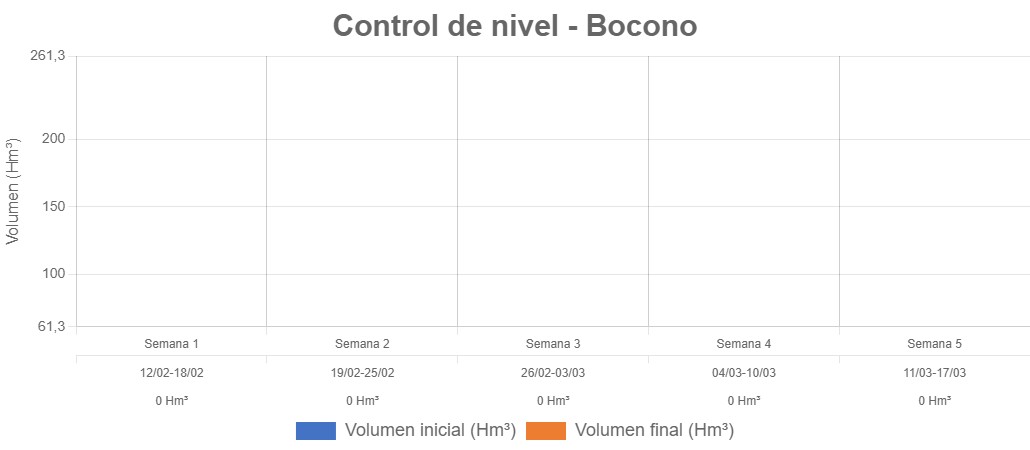 Control de nivel - Bocono
261,3
200
150
100
61,3
Volumen (Hm³)
Semana 1 Semana 2 Semana 3 Semana 4 Semana 5
12/02-18/02 19/02-25/02 26/02-03/03 04/03-10/03 11/03-17/03
0 Hm³ 0 Hm³ 0 Hm³ 0 Hm³ 0 Hm³
Volumen inicial (Hm³) Volumen final (Hm³)